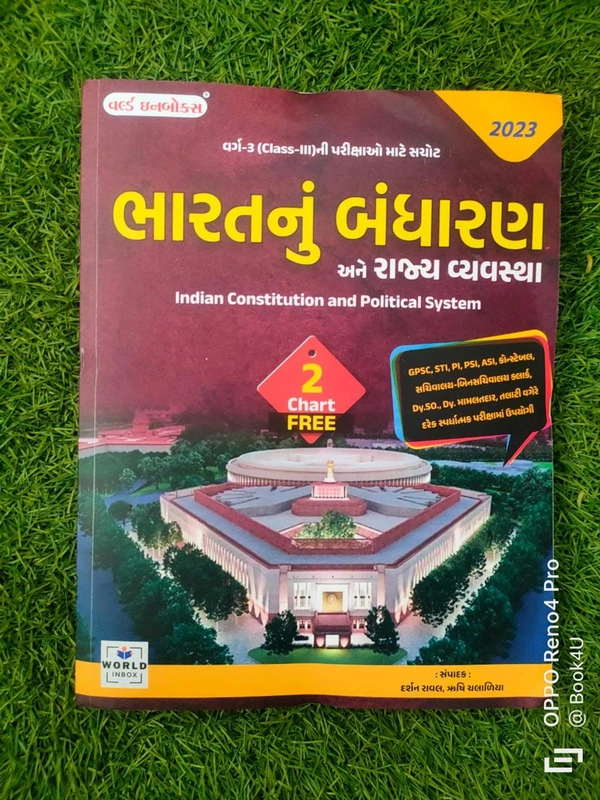 વર્લ્ડ ઇનબોક્સ®
2023
વર્ગ-3 (Class-III)ની પરીક્ષાઓ માટે સચોટ
ભારતનું બંધારણ
અને રાજ્ય વ્યવસ્થા
Indian Constitution and Political System
2
Chart
FREE
GPSC, STI, PI, PSI, ASI, કોન્સ્ટેબલ,
સચિવાલય-બિનસચિવાલય ક્લાર્ક,
Dy.SO., Dy. મામલતદાર, તલાટી વગેરે
દરેક સ્પર્ધાત્મક પરીક્ષામાં ઉપયોગી
WORLD
INBOX
: સંપાદક :
દર્શન રાવલ, ઋષિ ચલાળિયા
OPPO Reno4 Pro
@ Book4U